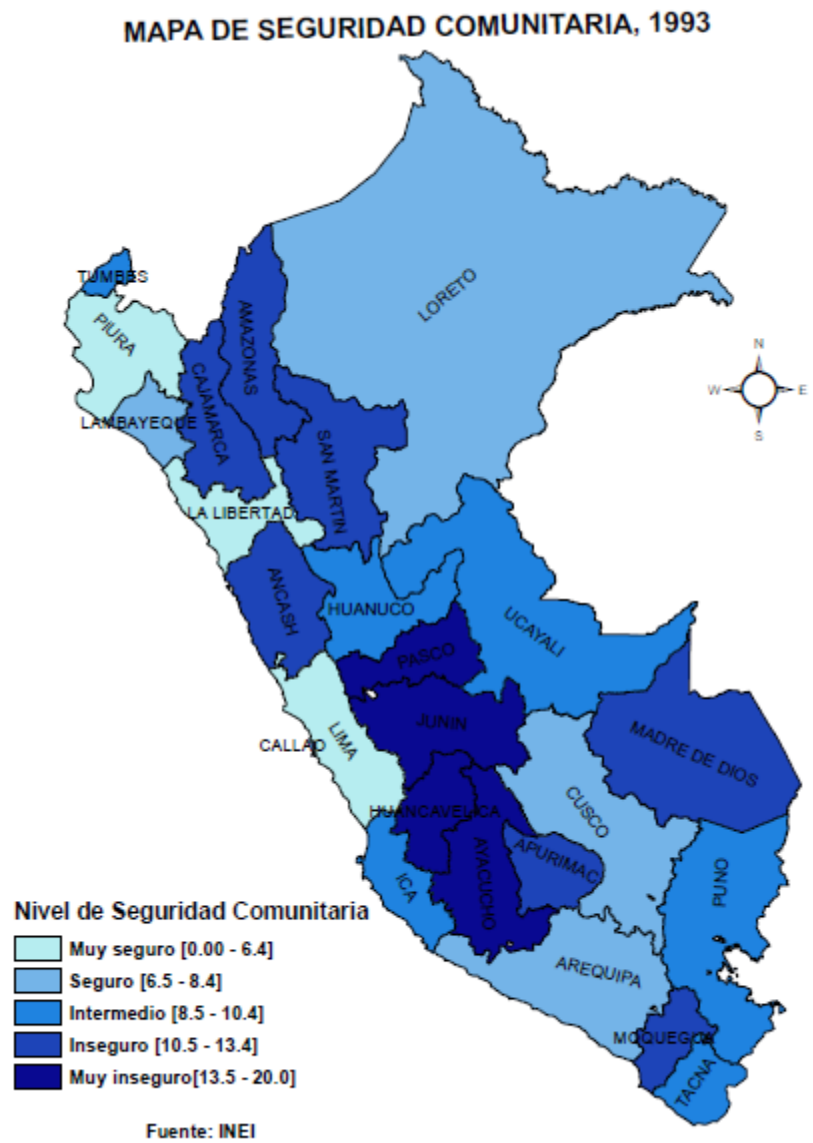 MAPA DE SEGURIDAD COMUNITARIA, 1993
LORETO
TUMBES
PIURA
AMAZONAS
CAJAMARCA
LAMBAYEQUE
SAN MARTIN
LA LIBERTAD
ANCASH
HUANUCO
UCAYALI
PASCO
JUNIN
LIMA
CALLAO
MADRE DE DIOS
HUANCAVELICA
CUSCO
AYACUCHO
APURIMAC
ICA
PUNO
AREQUIPA
MOQUEGUA
TACNA
N
W
E
S
Nivel de Seguridad Comunitaria
Muy seguro [0.00 - 6.4]
Seguro [6.5 - 8.4]
Intermedio [8.5 - 10.4]
Inseguro [10.5 - 13.4]
Muy inseguro[13.5 - 20.0]
Fuente: INEI